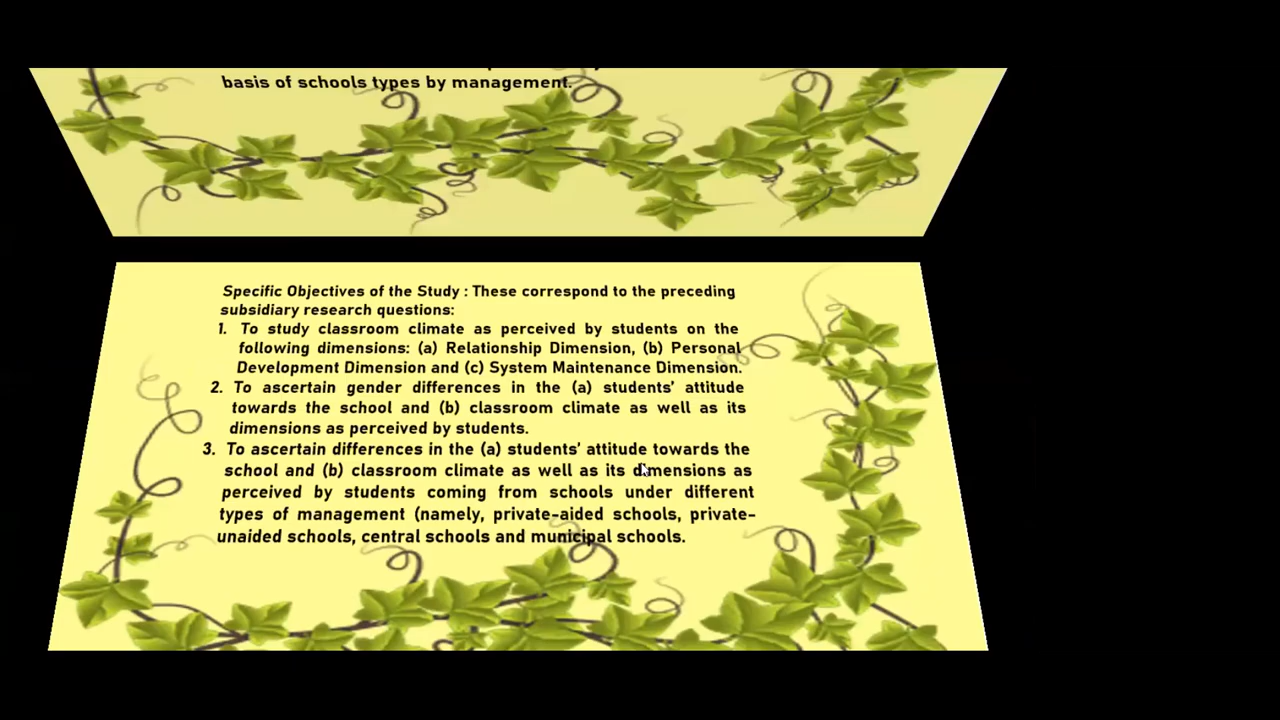 basis of schools types by management.
Specific Objectives of the Study : These correspond to the preceding
subsidiary research questions:
1. To study classroom climate as perceived by students on the
following dimensions: (a) Relationship Dimension, (b) Personal
Development Dimension and (c) System Maintenance Dimension.
2. To ascertain gender differences in the (a) students' attitude
towards the school and (b) classroom climate as well as its
dimensions as perceived by students.
3. To ascertain differences in the (a) students' attitude towards the
school and (b) classroom climate as well as its dimensions as
perceived by students coming from schools under different
types of management (namely, private-aided schools, private-
unaided schools, central schools and municipal schools.